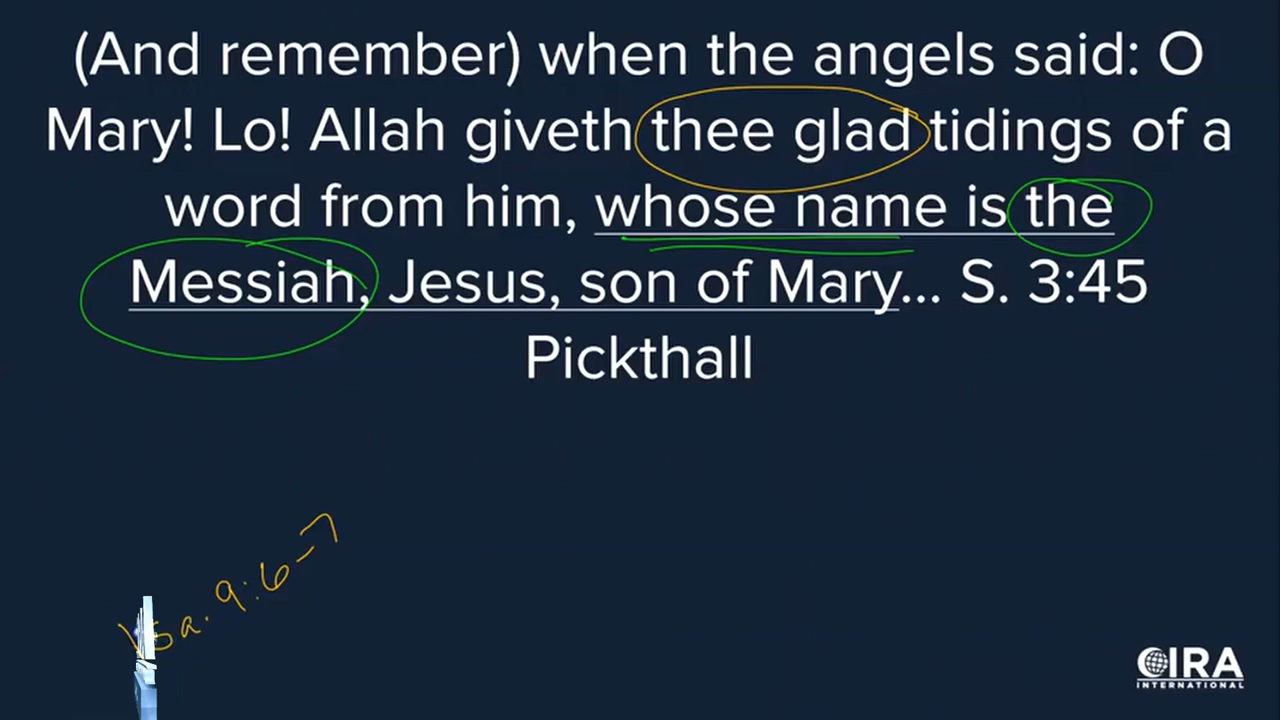 (And remember) when the angels said: O
Mary! Lo! Allah giveth thee glad tidings of a
word from him, whose name is the
Messiah, Jesus, son of Mary... S. 3:45
Pickthall
Isa. 9:6-7
CIRA
INTERNATIONAL